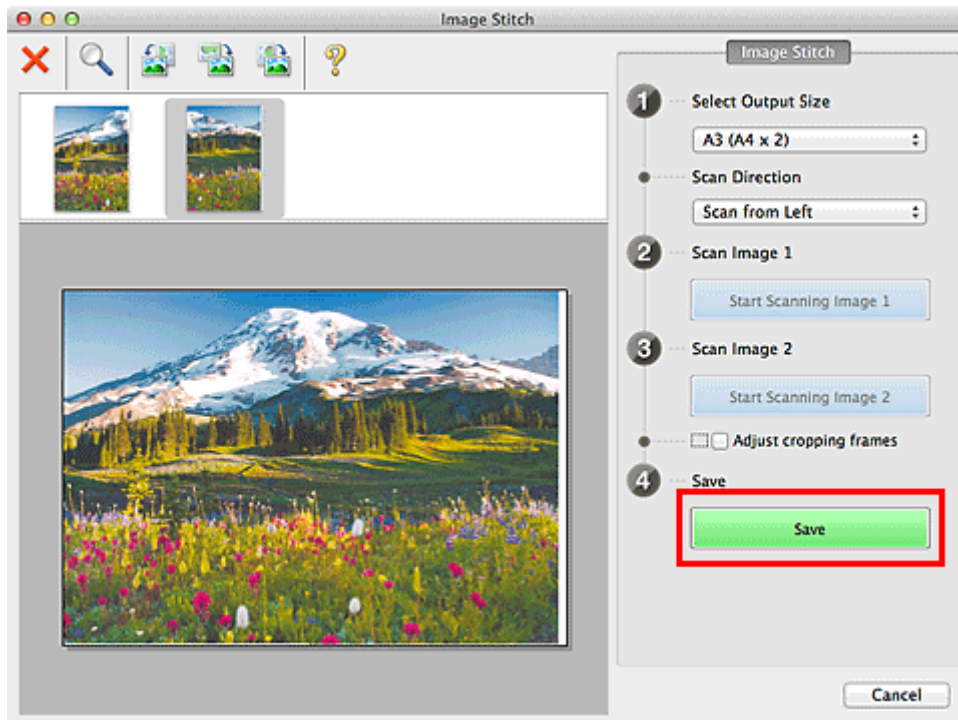 Image Stitch
Image Stitch
1 Select Output Size
A3 (A4 x 2)
Scan Direction
Scan from Left
2 Scan Image 1
Start Scanning Image 1
3 Scan Image 2
Start Scanning Image 2
Adjust cropping frames
4 Save
Save
Cancel